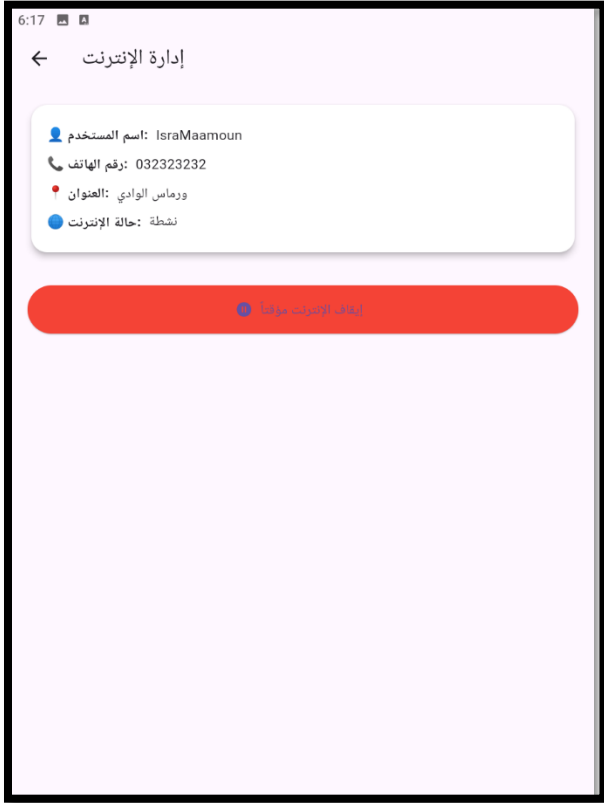 6:17
إدارة الإنترنت
👤 اسم المستخدم: IsraMaamoun
📞 رقم الهاتف: 032323232
📍 العنوان: ورماس الوادي
🔵 حالة الإنترنت: نشطة
إيقاف الإنترنت مؤقتاً